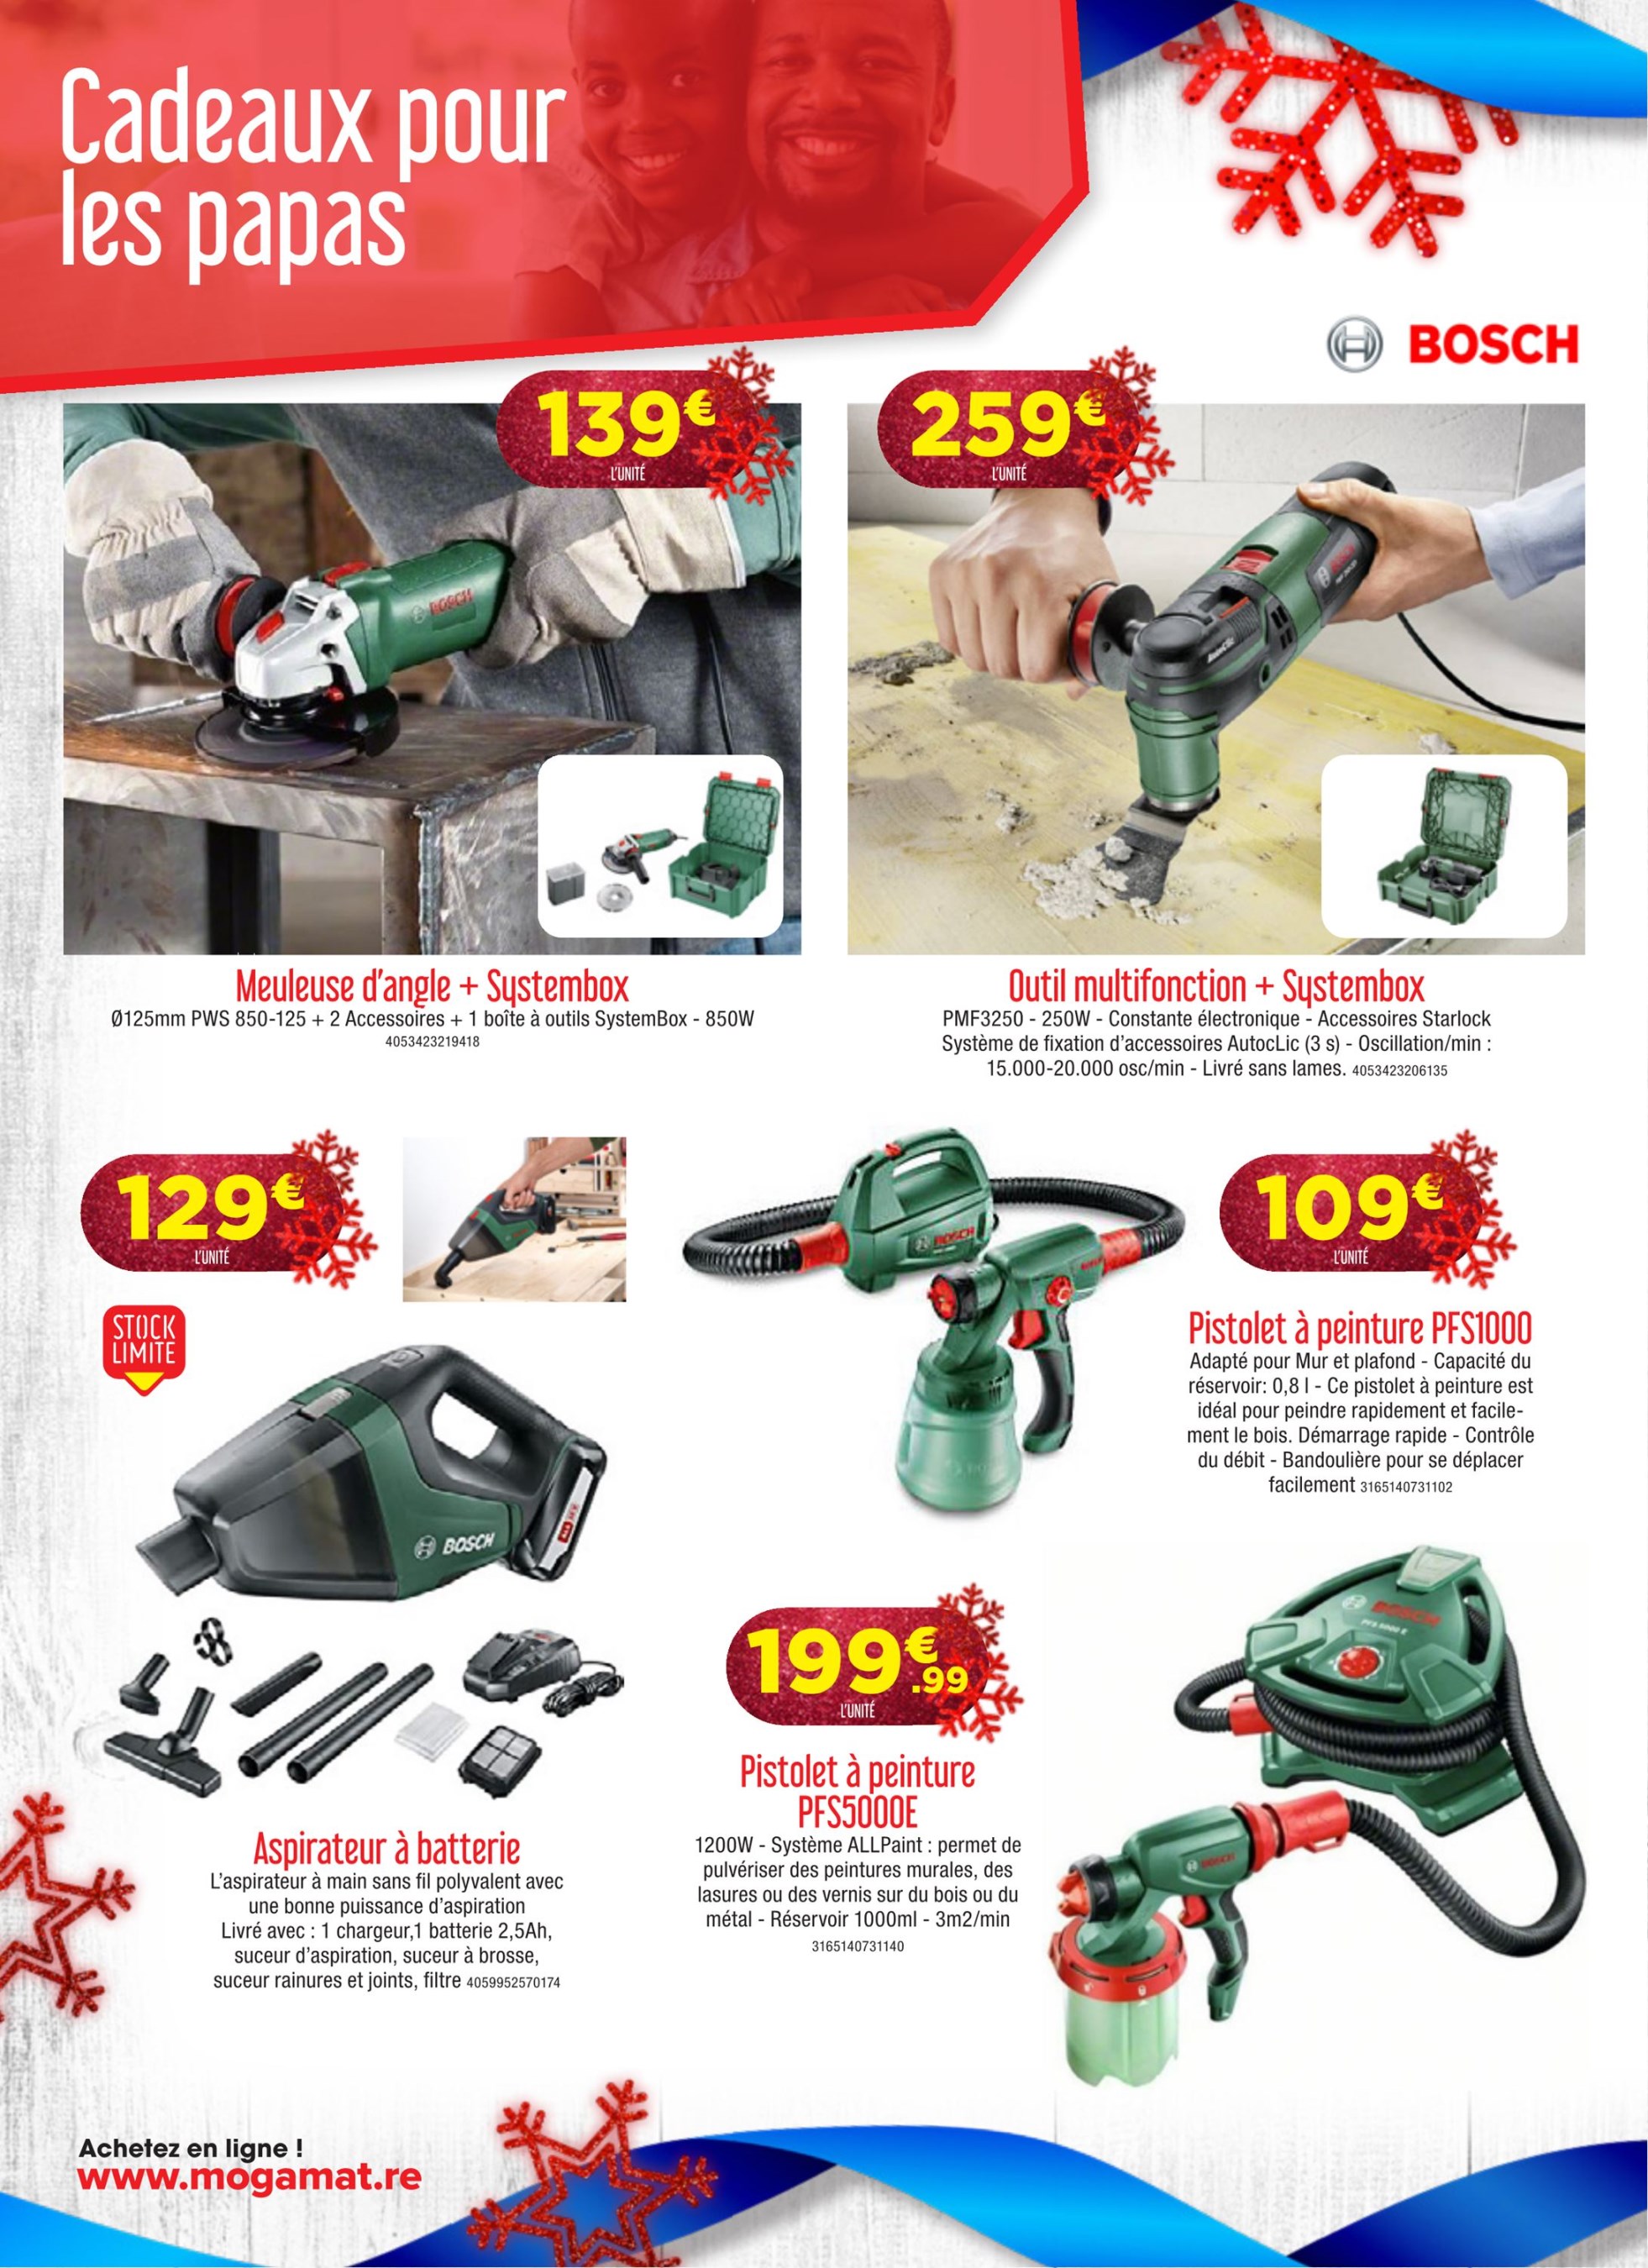 Cadeaux pour
les papas
BOSCH
139€
L'UNITÉ
259€
L'UNITÉ
BOSCH
BOSCH
AutoClic
Meuleuse d'angle + Systembox
Ø125mm PWS 850-125 + 2 Accessoires + 1 boîte à outils SystemBox - 850W
4053423219418
Outil multifonction + Systembox
PMF3250 - 250W - Constante électronique - Accessoires Starlock
Système de fixation d'accessoires AutocLic (3 s) - Oscillation/min :
15.000-20.000 osc/min - Livré sans lames. 4053423206135
129€
L'UNITÉ
STOCK
LIMITE
BOSCH
Aspirateur à batterie
L'aspirateur à main sans fil polyvalent avec
une bonne puissance d'aspiration
Livré avec : 1 chargeur,1 batterie 2,5Ah,
suceur d'aspiration, suceur à brosse,
suceur rainures et joints, filtre 4059952570174
BOSCH
109€
L'UNITÉ
Pistolet à peinture PFS1000
Adapté pour Mur et plafond - Capacité du
réservoir: 0,8 l - Ce pistolet à peinture est
idéal pour peindre rapidement et facile-
ment le bois. Démarrage rapide - Contrôle
du débit - Bandoulière pour se déplacer
facilement 3165140731102
199€.99
L'UNITÉ
Pistolet à peinture
PFS5000E
1200W - Système ALLPaint : permet de
pulvériser des peintures murales, des
lasures ou des vernis sur du bois ou du
métal - Réservoir 1000ml - 3m2/min
3165140731140
BOSCH
PFS 5000 E
BOSCH
Achetez en ligne !
www.mogamat.re